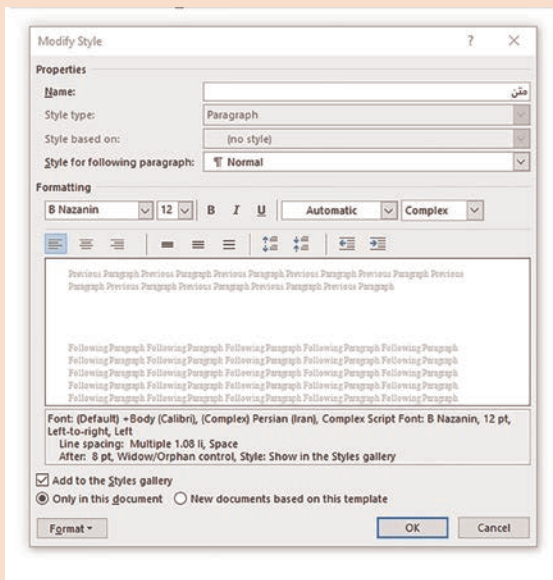 Modify Style ? ×
Properties
Name: متن
Style type: Paragraph
Style based on: (no style)
Style for following paragraph: ¶ Normal
Formatting
B Nazanin 12 B I U Automatic Complex
Previous Paragraph Previous Paragraph Previous Paragraph Previous Paragraph Previous Paragraph Previous
Paragraph Previous Paragraph Previous Paragraph Previous Paragraph Previous Paragraph
Following Paragraph Following Paragraph Following Paragraph Following Paragraph Following Paragraph
Following Paragraph Following Paragraph Following Paragraph Following Paragraph Following Paragraph
Following Paragraph Following Paragraph Following Paragraph Following Paragraph Following Paragraph
Following Paragraph Following Paragraph Following Paragraph Following Paragraph Following Paragraph
Following Paragraph Following Paragraph Following Paragraph Following Paragraph Following Paragraph
Font: (Default) +Body (Calibri), (Complex) Persian (Iran), Complex Script Font: B Nazanin, 12 pt,
Left-to-right, Left
Line spacing: Multiple 1.08 li, Space
After: 8 pt, Widow/Orphan control, Style: Show in the Styles gallery
Add to the Styles gallery
Only in this document New documents based on this template
Format OK Cancel